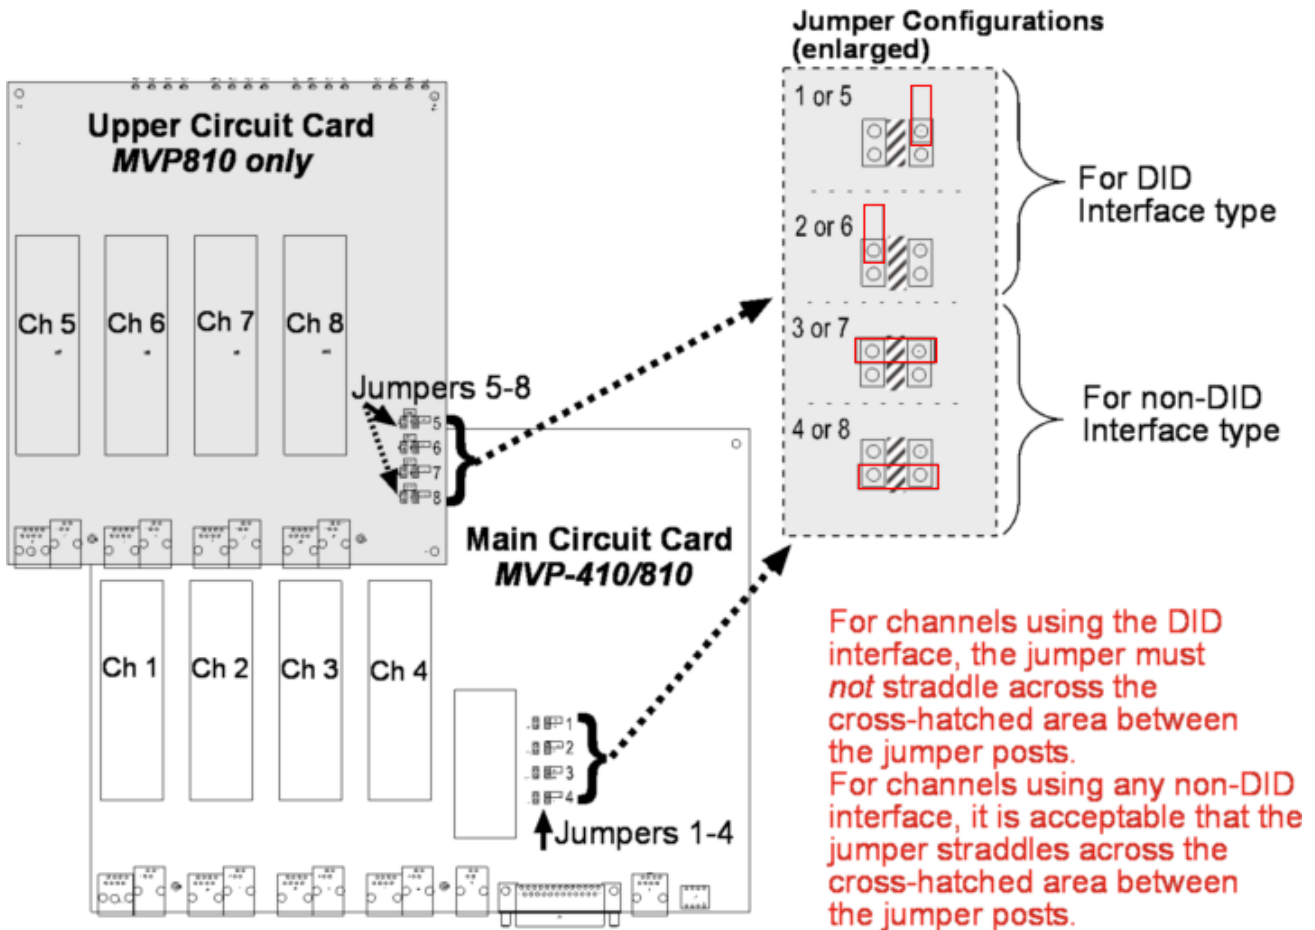 Jumper Configurations
(enlarged)
Upper Circuit Card
MVP810 only
1 or 5
For DID
Interface type
2 or 6
Ch 5
Ch 6
Ch 7
Ch 8
3 or 7
Jumpers 5-8
For non-DID
Interface type
5
6
7
8
4 or 8
Main Circuit Card
MVP-410/810
Ch 1
Ch 2
Ch 3
Ch 4
1
2
3
4
Jumpers 1-4
For channels using the DID
interface, the jumper must
not straddle across the
cross-hatched area between
the jumper posts.
For channels using any non-DID
interface, it is acceptable that the
jumper straddles across the
cross-hatched area between
the jumper posts.